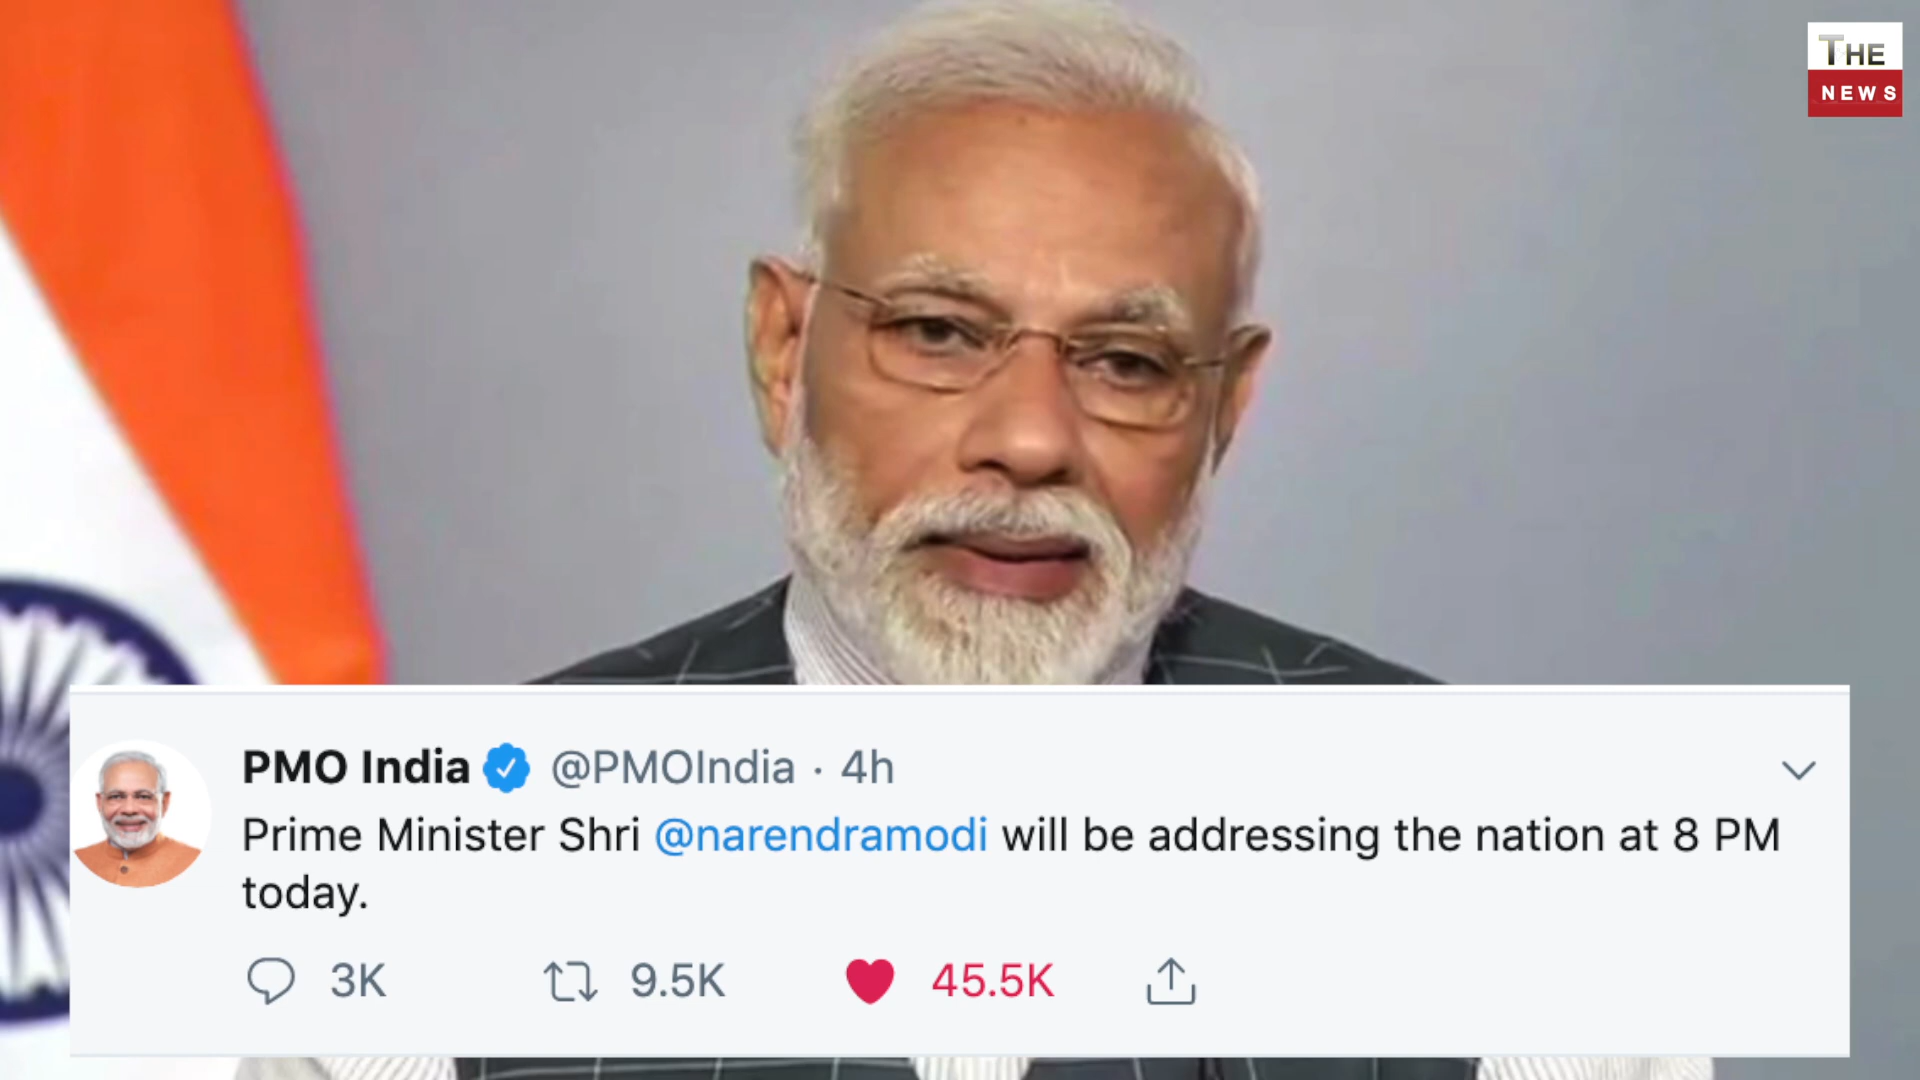 THE
NEWS
PMO India @PMOIndia · 4h
Prime Minister Shri @narendramodi will be addressing the nation at 8 PM
today.
3K 9.5K 45.5K